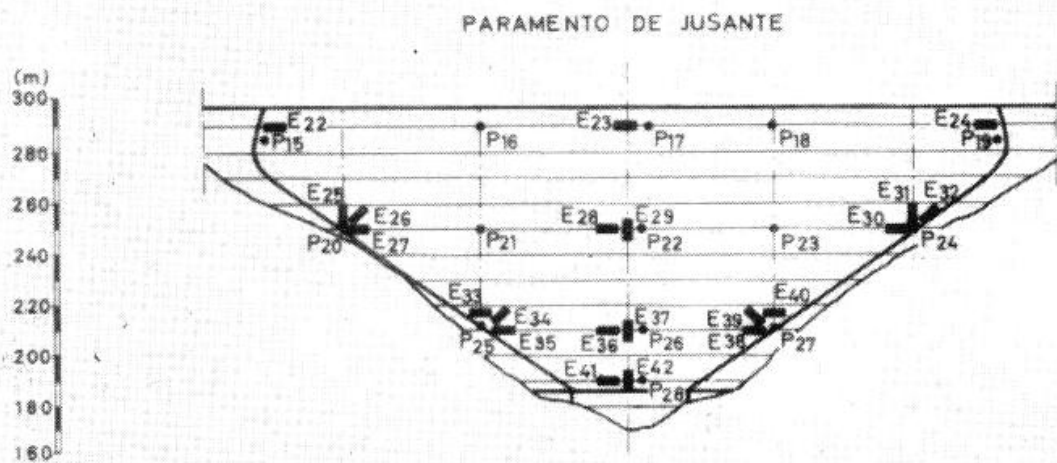 PARAMENTO DE JUSANTE
(m)
300
280
260
240
220
200
180
160
E22
E23
E24
P15
P16
P17
P18
P19
E25
E26
E27
P20
P21
E28
E29
P22
P23
E30
E31
E32
P24
E33
E34
E35
P25
E36
E37
P26
E38
E39
E40
P27
E41
E42
P28